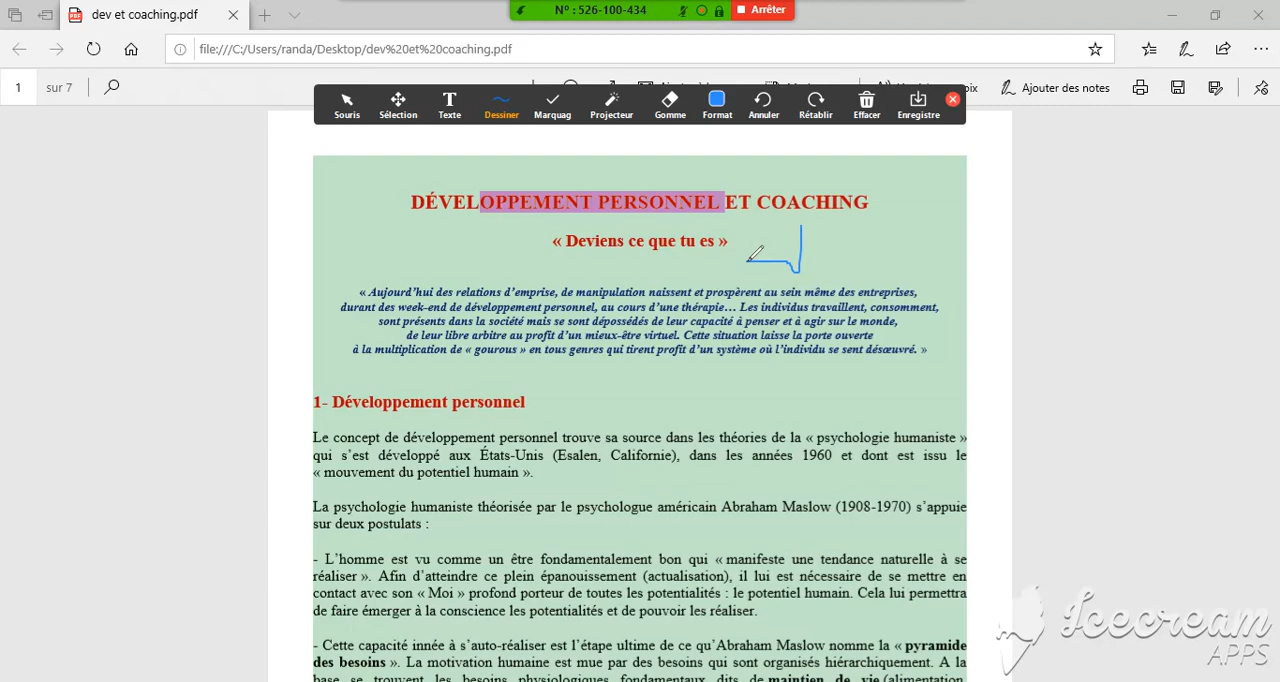 dev et coaching.pdf
N° : 526-100-434
Arrêter
file:///C:/Users/randa/Desktop/dev%20et%20coaching.pdf
1
sur 7
Ajouter des notes
Souris
Sélection
Texte
Dessiner
Marquag
Projecteur
Gomme
Format
Annuler
Rétablir
Effacer
Enregistre
DÉVELOPPEMENT PERSONNEL ET COACHING
« Deviens ce que tu es »
« Aujourd’hui des relations d’emprise, de manipulation naissent et prospèrent au sein même des entreprises,
durant des week-end de développement personnel, au cours d’une thérapie… Les individus travaillent, consomment,
sont présents dans la société mais se sont dépossédés de leur capacité à penser et à agir sur le monde,
de leur libre arbitre au profit d’un mieux-être virtuel. Cette situation laisse la porte ouverte
à la multiplication de « gourous » en tous genres qui tirent profit d’un système où l’individu se sent désœuvré. »
1- Développement personnel
Le concept de développement personnel trouve sa source dans les théories de la « psychologie humaniste »
qui s’est développé aux États-Unis (Esalen, Californie), dans les années 1960 et dont est issu le
« mouvement du potentiel humain ».
La psychologie humaniste théorisée par le psychologue américain Abraham Maslow (1908-1970) s’appuie
sur deux postulats :
- L’homme est vu comme un être fondamentalement bon qui « manifeste une tendance naturelle à se
réaliser ». Afin d’atteindre ce plein épanouissement (actualisation), il lui est nécessaire de se mettre en
contact avec son « Moi » profond porteur de toutes les potentialités : le potentiel humain. Cela lui permettra
de faire émerger à la conscience les potentialités et de pouvoir les réaliser.
- Cette capacité innée à s’auto-réaliser est l’étape ultime de ce qu’Abraham Maslow nomme la « pyramide
des besoins ». La motivation humaine est mue par des besoins qui sont organisés hiérarchiquement. A la
base se trouvent les besoins physiologiques fondamentaux dits de maintien de vie (alimentation,
Icecream
APPS